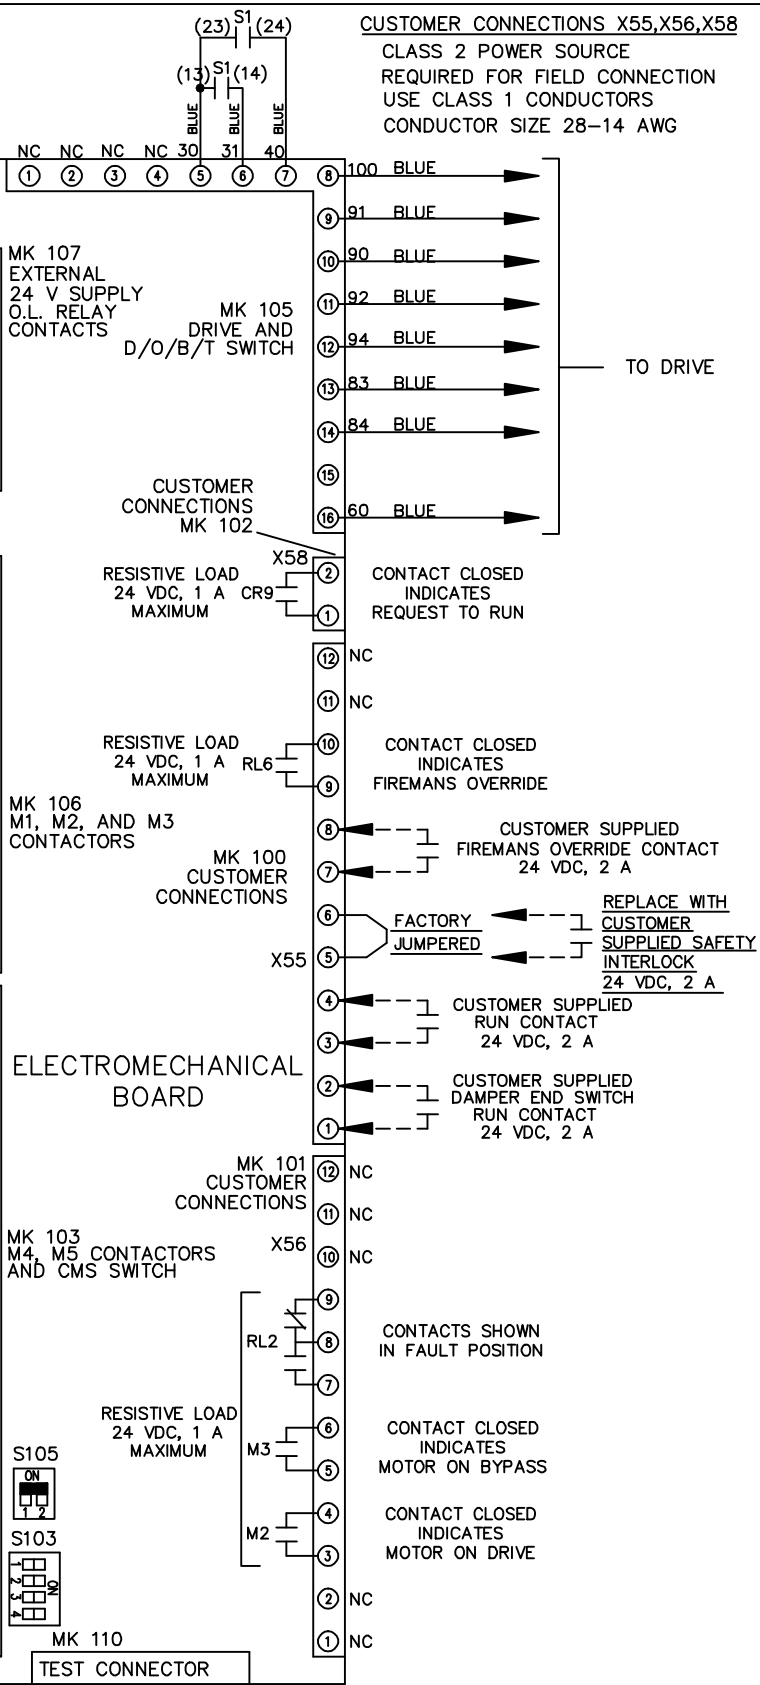 CUSTOMER CONNECTIONS X55,X56,X58
CLASS 2 POWER SOURCE
REQUIRED FOR FIELD CONNECTION
USE CLASS 1 CONDUCTORS
CONDUCTOR SIZE 28-14 AWG
(23) S1 (24)
(13) S1 (14)
BLUE BLUE BLUE
NC NC NC NC 30 31 40
1 2 3 4 5 6 7 8 100 BLUE
9 91 BLUE
10 90 BLUE
11 92 BLUE
12 94 BLUE
13 83 BLUE
14 84 BLUE
15
16 60 BLUE
TO DRIVE
MK 107
EXTERNAL
24 V SUPPLY
O.L. RELAY
CONTACTS
MK 105
DRIVE AND
D/O/B/T SWITCH
CUSTOMER
CONNECTIONS
MK 102
X58
2
1
RESISTIVE LOAD
24 VDC, 1 A
MAXIMUM
CR9
CONTACT CLOSED
INDICATES
REQUEST TO RUN
12 NC
11 NC
10
9
RESISTIVE LOAD
24 VDC, 1 A
MAXIMUM
RL6
CONTACT CLOSED
INDICATES
FIREMANS OVERRIDE
MK 106
M1, M2, AND M3
CONTACTORS
MK 100
CUSTOMER
CONNECTIONS
8
7
CUSTOMER SUPPLIED
FIREMANS OVERRIDE CONTACT
24 VDC, 2 A
6
5
FACTORY
JUMPERED
REPLACE WITH
CUSTOMER
SUPPLIED SAFETY
INTERLOCK
24 VDC, 2 A
X55
4
3
CUSTOMER SUPPLIED
RUN CONTACT
24 VDC, 2 A
2
1
CUSTOMER SUPPLIED
DAMPER END SWITCH
RUN CONTACT
24 VDC, 2 A
ELECTROMECHANICAL
BOARD
MK 101
CUSTOMER
CONNECTIONS
X56
12 NC
11 NC
10 NC
MK 103
M4, M5 CONTACTORS
AND CMS SWITCH
9
8
7
RL2
CONTACTS SHOWN
IN FAULT POSITION
RESISTIVE LOAD
24 VDC, 1 A
MAXIMUM
6
5
M3
CONTACT CLOSED
INDICATES
MOTOR ON BYPASS
4
3
M2
CONTACT CLOSED
INDICATES
MOTOR ON DRIVE
2 NC
1 NC
S105
ON
1 2
S103
1
2
3
4
ON
MK 110
TEST CONNECTOR